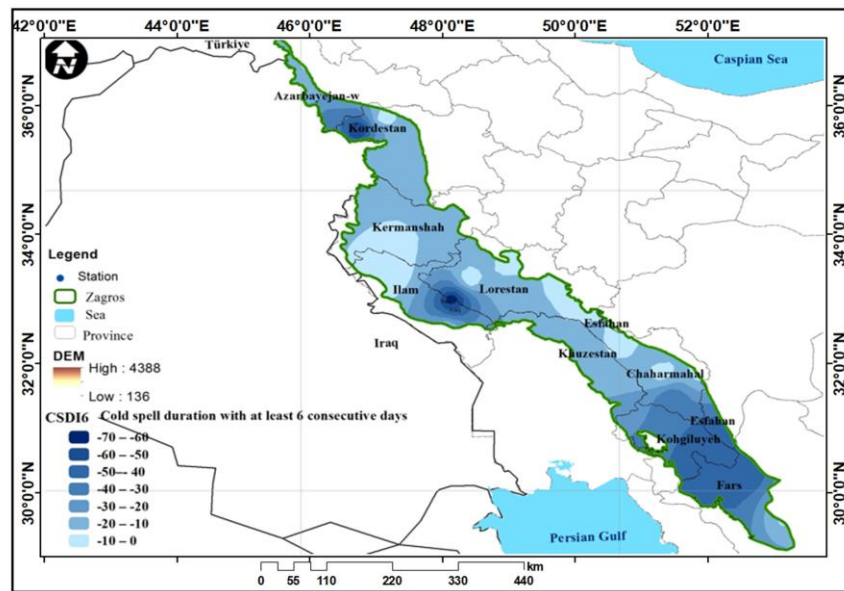 42°0'0"E 44°0'0"E 46°0'0"E 48°0'0"E 50°0'0"E 52°0'0"E
N
Türkiye
Caspian Sea
36°0'0"N
36°0'0"N
Azarbayejan-w
Kordestan
34°0'0"N
34°0'0"N
Kermanshah
Ilam
Lorestan
Iraq
Esfahan
Khuzestan
32°0'0"N
32°0'0"N
Chaharmahal
Esfahan
Kohgiluyeh
Fars
30°0'0"N
30°0'0"N
Persian Gulf
Legend
Station
Zagros
Sea
Province
DEM
High : 4388
Low : 136
CSDI6 Cold spell duration with at least 6 consecutive days
-70 – -60
-60 – -50
-50 – -40
-40 – -30
-30 – -20
-20 – -10
-10 – 0
km
0 55 110 220 330 440